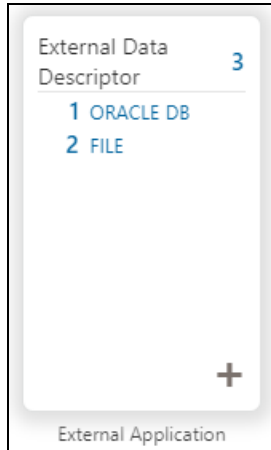 External Data
Descriptor 3
1 ORACLE DB
2 FILE
+
External Application